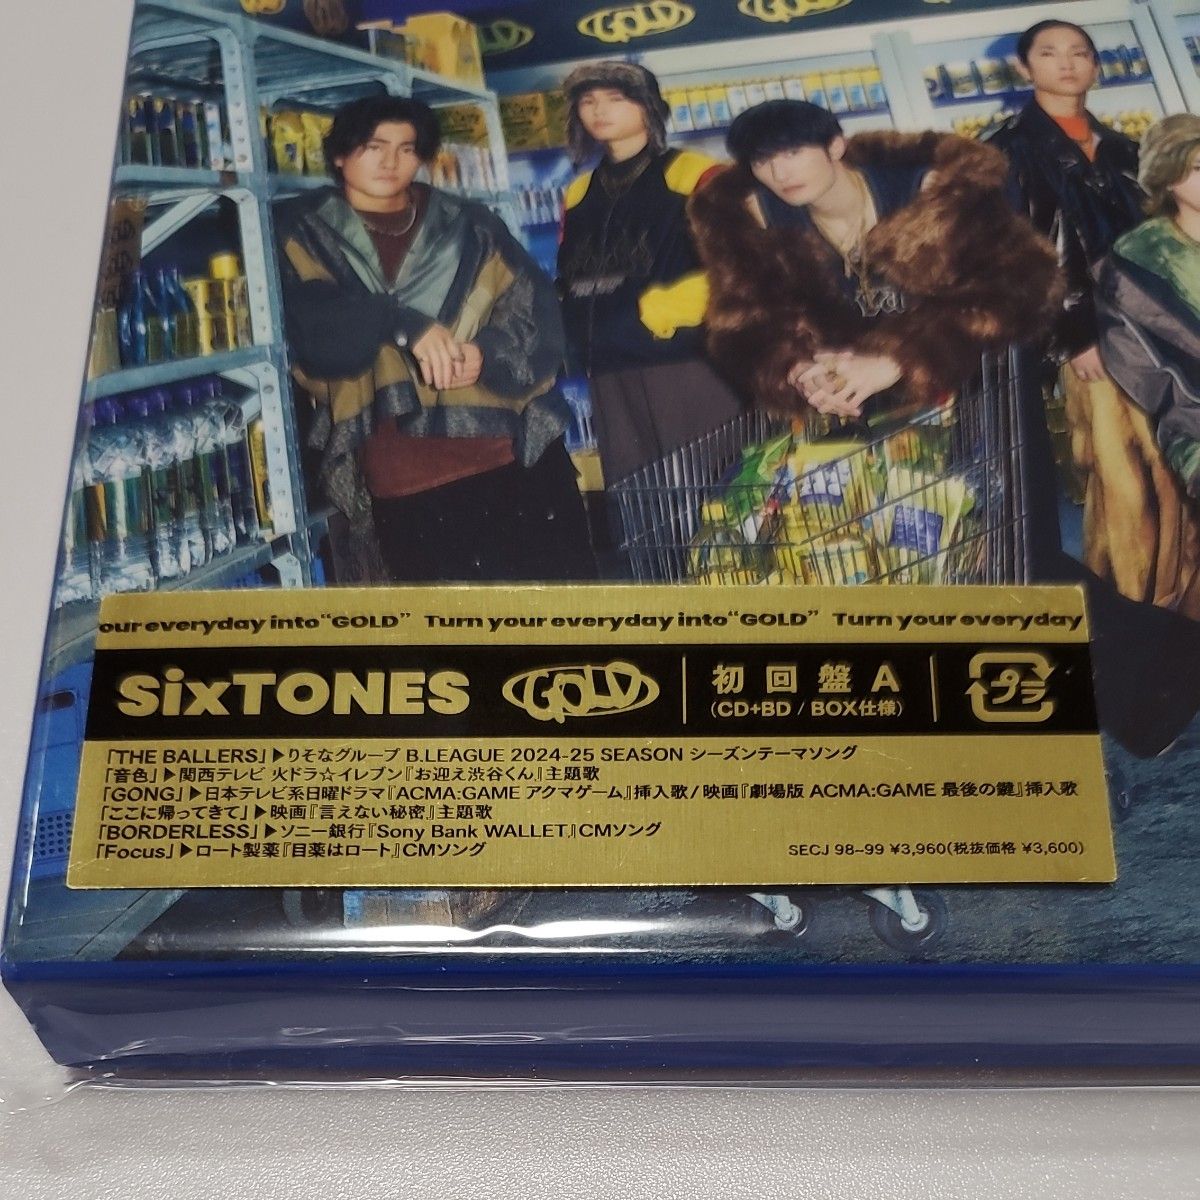 GOLD
our everyday into "GOLD" Turn your everyday into "GOLD" Turn your everyday
SixTONES GOLD 初回盤A
(CD+BD / BOX仕様)
プラ
「THE BALLERS」▶りそなグループ B.LEAGUE 2024-25 SEASON シーズンテーマソング
「音色」▶関西テレビ 火ドラ☆イレブン『お迎え渋谷くん』主題歌
「GONG」▶日本テレビ系日曜ドラマ『ACMA:GAME アクマゲーム』挿入歌 / 映画『劇場版 ACMA:GAME 最後の鍵』挿入歌
「ここに帰ってきて」▶映画『言えない秘密』主題歌
「BORDERLESS」▶ソニー銀行『Sony Bank WALLET』CMソング
「Focus」▶ロート製薬『目薬はロート』CMソング
SECJ 98~99 ¥3,960(税抜価格 ¥3,600)